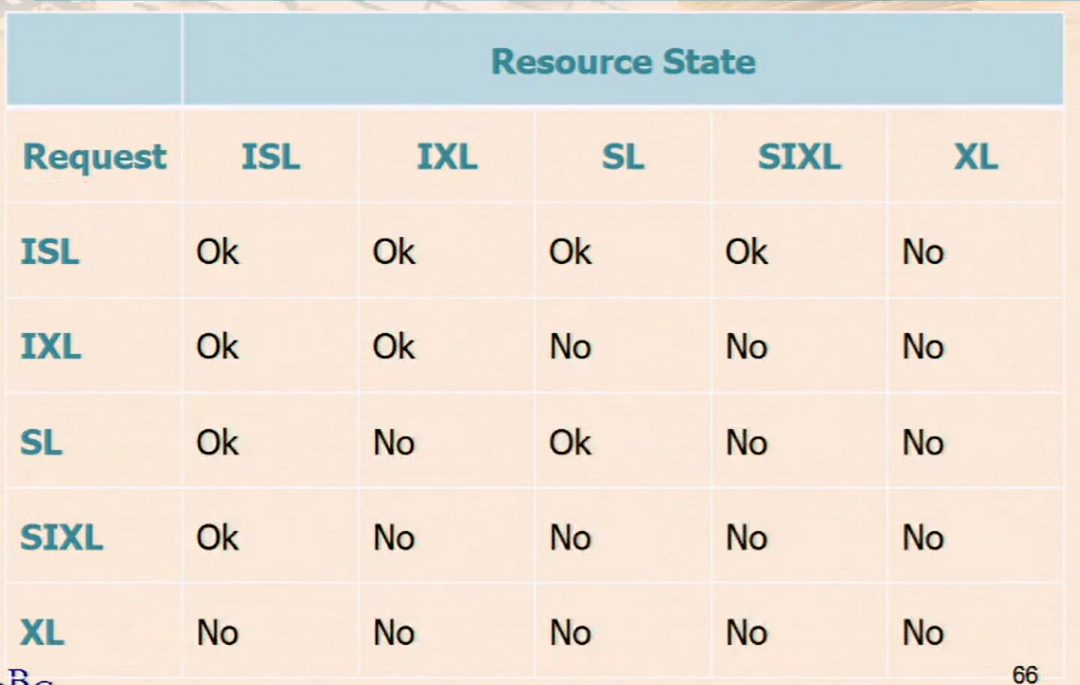 Resource State
Request ISL IXL SL SIXL XL
ISL Ok Ok Ok Ok No
IXL Ok Ok No No No
SL Ok No Ok No No
SIXL Ok No No No No
XL No No No No No
66